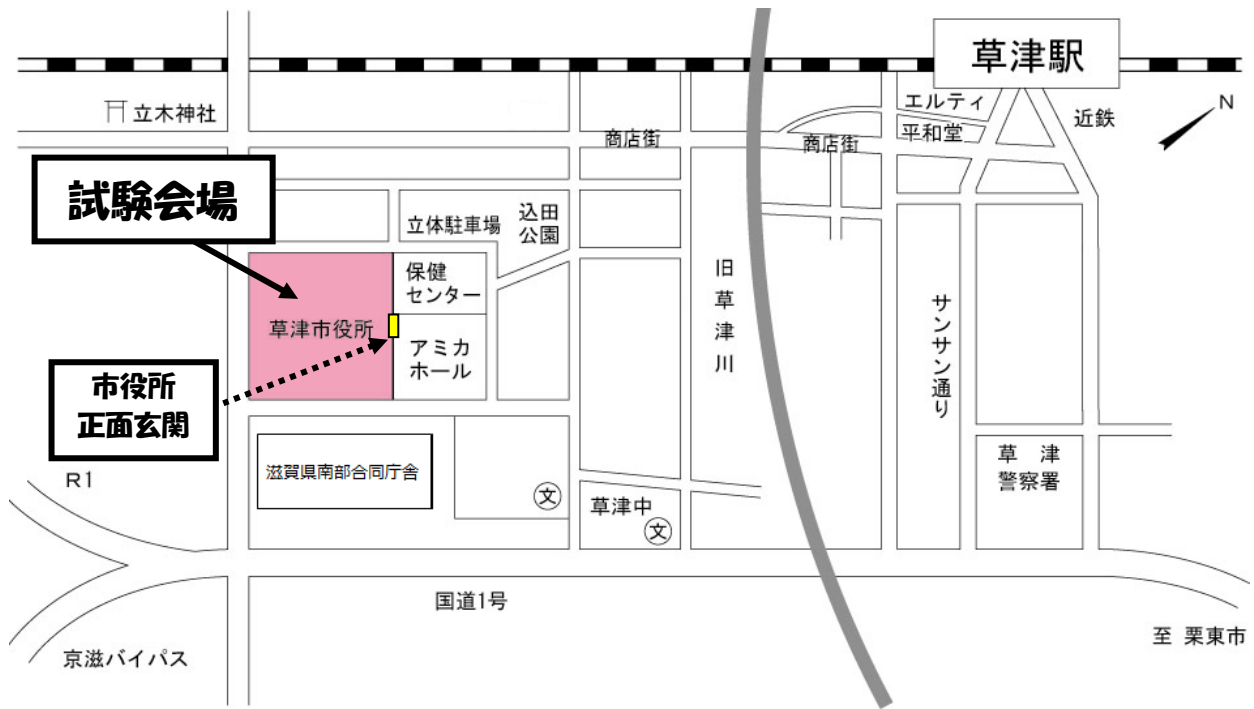 草津駅
立木神社
エルティ
近鉄
N
平和堂
商店街
商店街
試験会場
立体駐車場
込田
公園
保健
センター
旧草津川
サンサン通り
草津市役所
アミカ
ホール
市役所
正面玄関
滋賀県南部合同庁舎
R1
草津
警察署
文
草津中
文
国道1号
至 栗東市
京滋バイパス